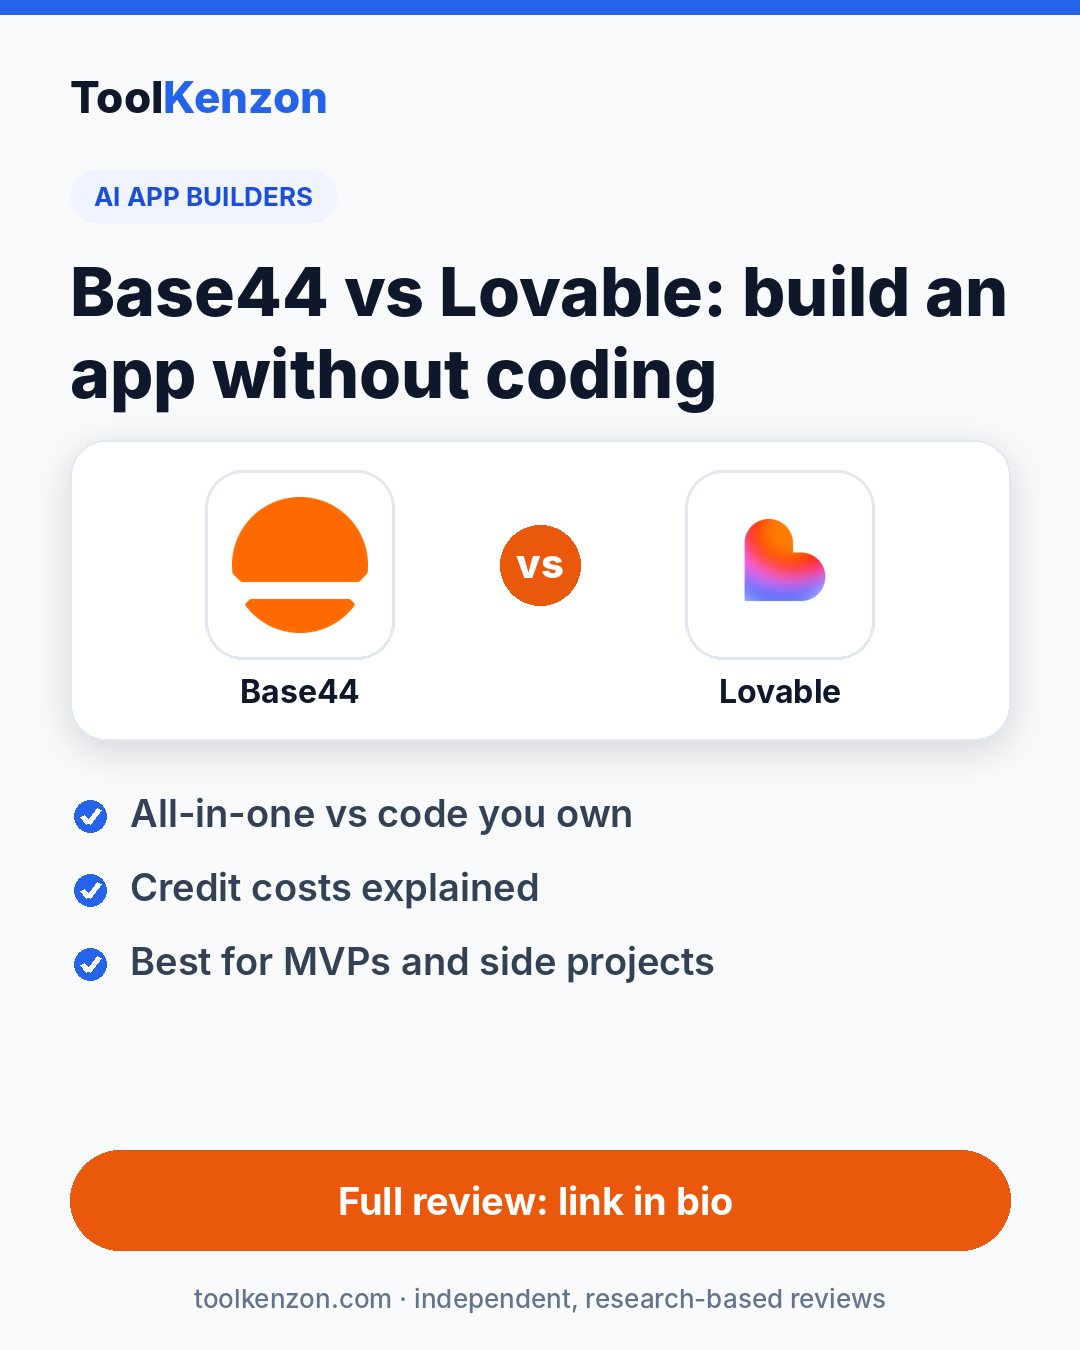 ToolKenzon
AI APP BUILDERS
Base44 vs Lovable: build an
app without coding
vs
Base44
Lovable
All-in-one vs code you own
Credit costs explained
Best for MVPs and side projects
Full review: link in bio
toolkenzon.com · independent, research-based reviews